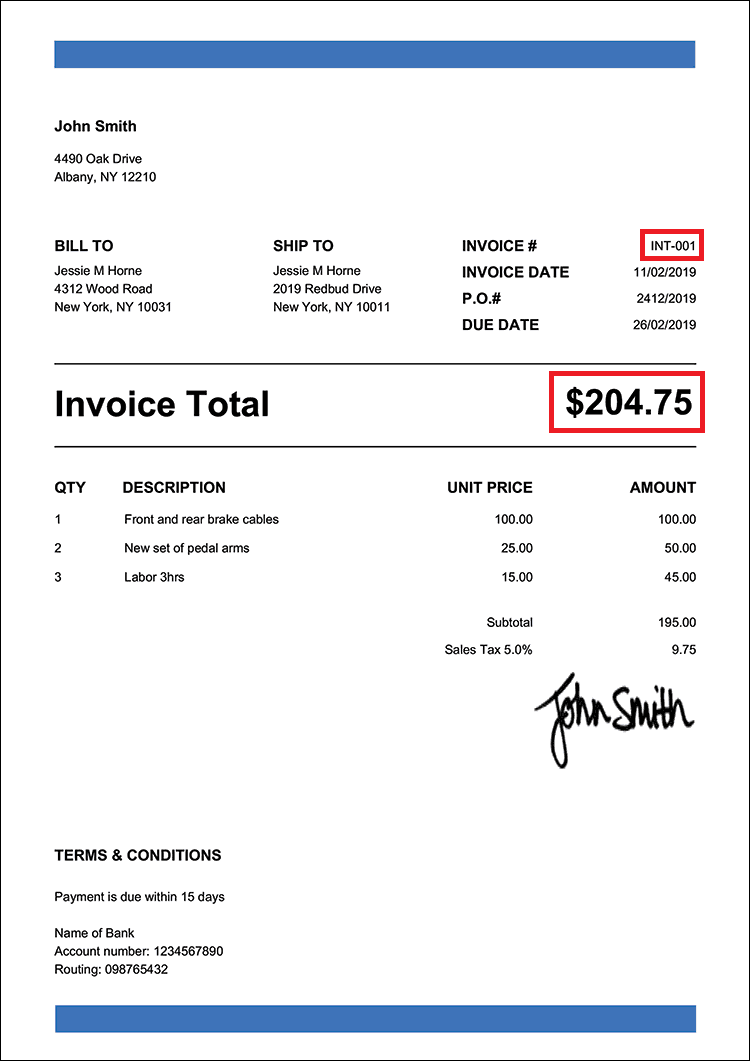 John Smith
4490 Oak Drive
Albany, NY 12210
BILL TO
Jessie M Horne
4312 Wood Road
New York, NY 10031
SHIP TO
Jessie M Horne
2019 Redbud Drive
New York, NY 10011
INVOICE # INT-001
INVOICE DATE 11/02/2019
P.O.# 2412/2019
DUE DATE 26/02/2019
Invoice Total $204.75
QTY DESCRIPTION UNIT PRICE AMOUNT
1 Front and rear brake cables 100.00 100.00
2 New set of pedal arms 25.00 50.00
3 Labor 3hrs 15.00 45.00
Subtotal 195.00
Sales Tax 5.0% 9.75
John Smith
TERMS & CONDITIONS
Payment is due within 15 days
Name of Bank
Account number: 1234567890
Routing: 098765432